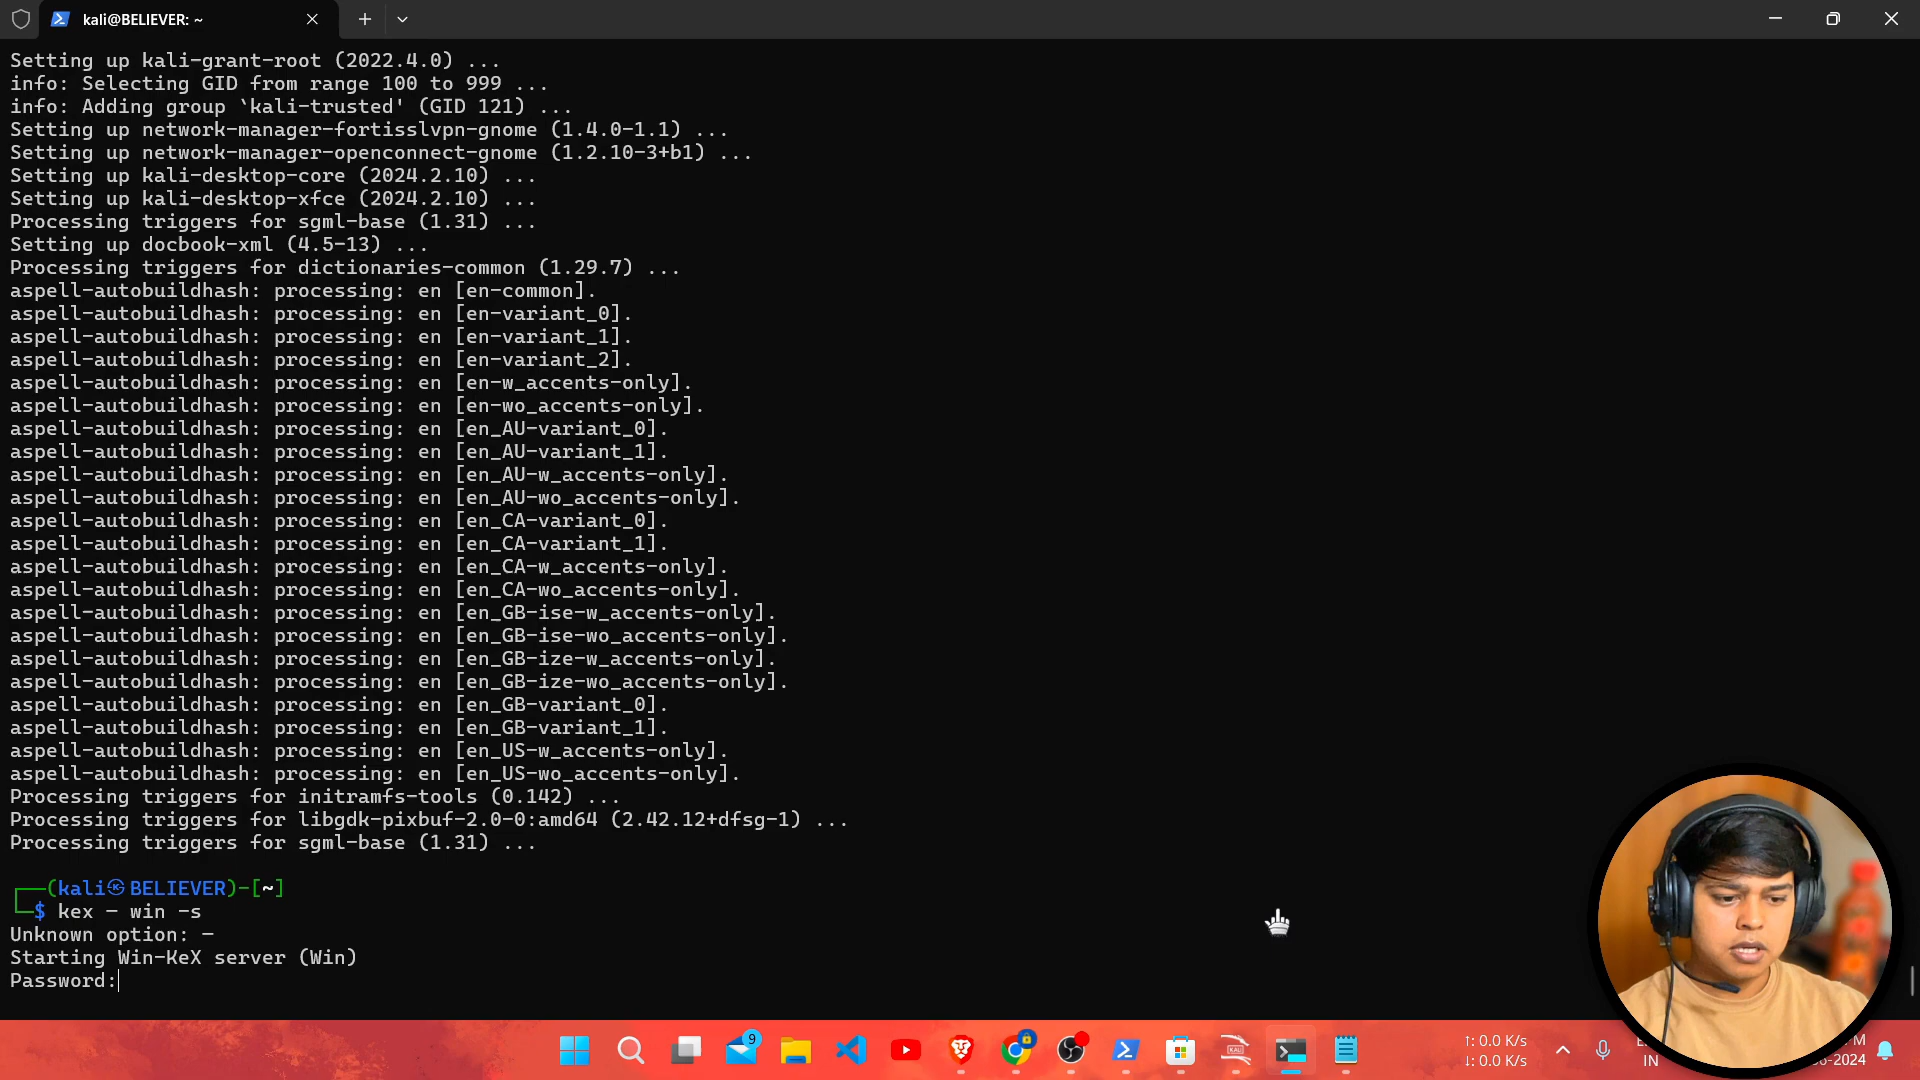 kali@BELIEVER: ~
Setting up kali-grant-root (2022.4.0) ...
info: Selecting GID from range 100 to 999 ...
info: Adding group `kali-trusted' (GID 121) ...
Setting up network-manager-fortisslvpn-gnome (1.4.0-1.1) ...
Setting up network-manager-openconnect-gnome (1.2.10-3+b1) ...
Setting up kali-desktop-core (2024.2.10) ...
Setting up kali-desktop-xfce (2024.2.10) ...
Processing triggers for sgml-base (1.31) ...
Setting up docbook-xml (4.5-13) ...
Processing triggers for dictionaries-common (1.29.7) ...
aspell-autobuildhash: processing: en [en-common].
aspell-autobuildhash: processing: en [en-variant_0].
aspell-autobuildhash: processing: en [en-variant_1].
aspell-autobuildhash: processing: en [en-variant_2].
aspell-autobuildhash: processing: en [en-w_accents-only].
aspell-autobuildhash: processing: en [en-wo_accents-only].
aspell-autobuildhash: processing: en [en_AU-variant_0].
aspell-autobuildhash: processing: en [en_AU-variant_1].
aspell-autobuildhash: processing: en [en_AU-w_accents-only].
aspell-autobuildhash: processing: en [en_AU-wo_accents-only].
aspell-autobuildhash: processing: en [en_CA-variant_0].
aspell-autobuildhash: processing: en [en_CA-variant_1].
aspell-autobuildhash: processing: en [en_CA-w_accents-only].
aspell-autobuildhash: processing: en [en_CA-wo_accents-only].
aspell-autobuildhash: processing: en [en_GB-ise-w_accents-only].
aspell-autobuildhash: processing: en [en_GB-ise-wo_accents-only].
aspell-autobuildhash: processing: en [en_GB-ize-w_accents-only].
aspell-autobuildhash: processing: en [en_GB-ize-wo_accents-only].
aspell-autobuildhash: processing: en [en_GB-variant_0].
aspell-autobuildhash: processing: en [en_GB-variant_1].
aspell-autobuildhash: processing: en [en_US-w_accents-only].
aspell-autobuildhash: processing: en [en_US-wo_accents-only].
Processing triggers for initramfs-tools (0.142) ...
Processing triggers for libgdk-pixbuf-2.0-0:amd64 (2.42.12+dfsg-1) ...
Processing triggers for sgml-base (1.31) ...
┌──(kali㉿BELIEVER)-[~]
└─$ kex – win -s
Unknown option: –
Starting Win-KeX server (Win)
Password:
9
KALI
↑: 0.0 K/s
↓: 0.0 K/s
IN
-2024